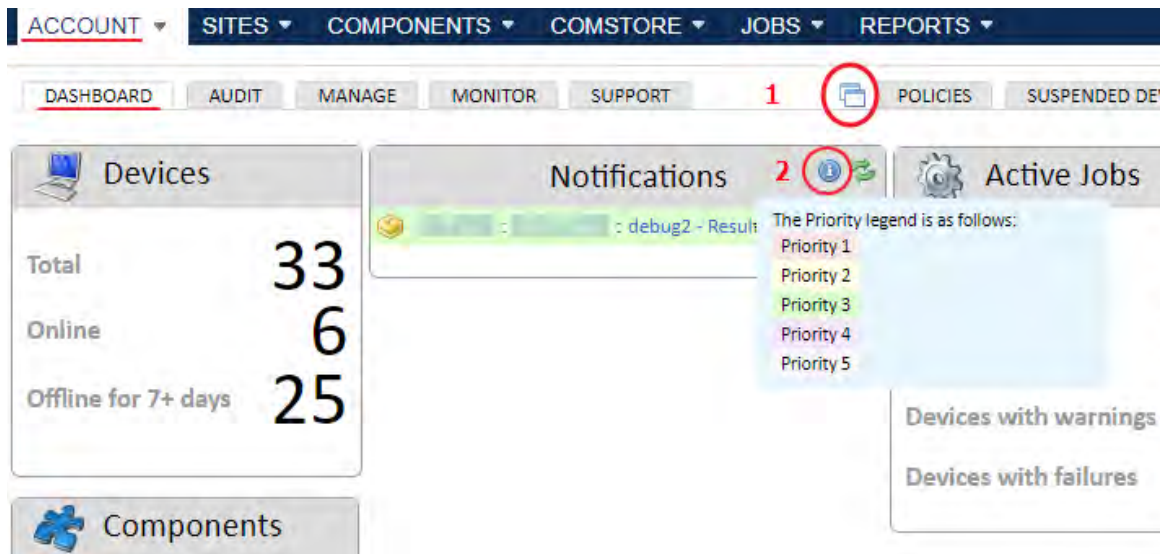 ACCOUNT SITES COMPONENTS COMSTORE JOBS REPORTS
DASHBOARD AUDIT MANAGE MONITOR SUPPORT 1 POLICIES SUSPENDED
Devices
Total 33
Online 6
Offline for 7+ days 25
Components
Notifications 2
: : debug2 - Result
The Priority legend is as follows:
Priority 1
Priority 2
Priority 3
Priority 4
Priority 5
Active Jobs
Devices with warnings
Devices with failures